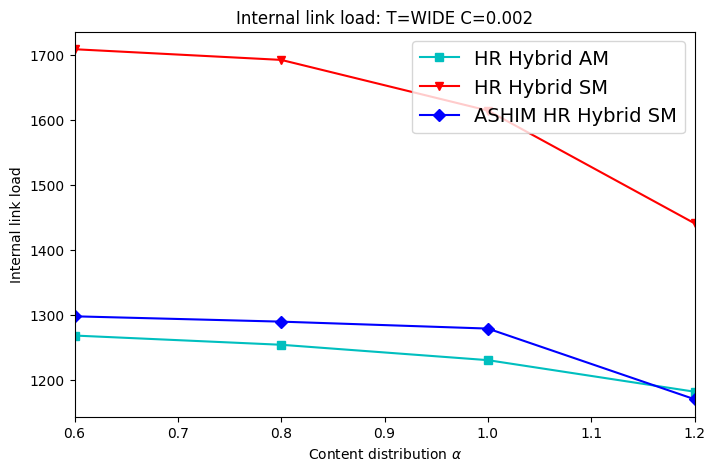 Internal link load: T=WIDE C=0.002
HR Hybrid AM
HR Hybrid SM
ASHIM HR Hybrid SM
Internal link load
1700
1600
1500
1400
1300
1200
0.6 0.7 0.8 0.9 1.0 1.1 1.2
Content distribution α